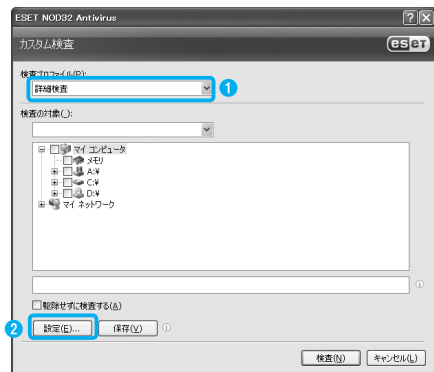 ESET NOD32 Antivirus
カスタム検査
eseT
検査プロファイル(P):
詳細検査
1
検査の対象(_):
マイ コンピュータ
メモリ
A:¥
C:¥
D:¥
マイ ネットワーク
駆除せずに検査する(A)
2
設定(E)...
保存(V)
検査(N)
キャンセル(L)